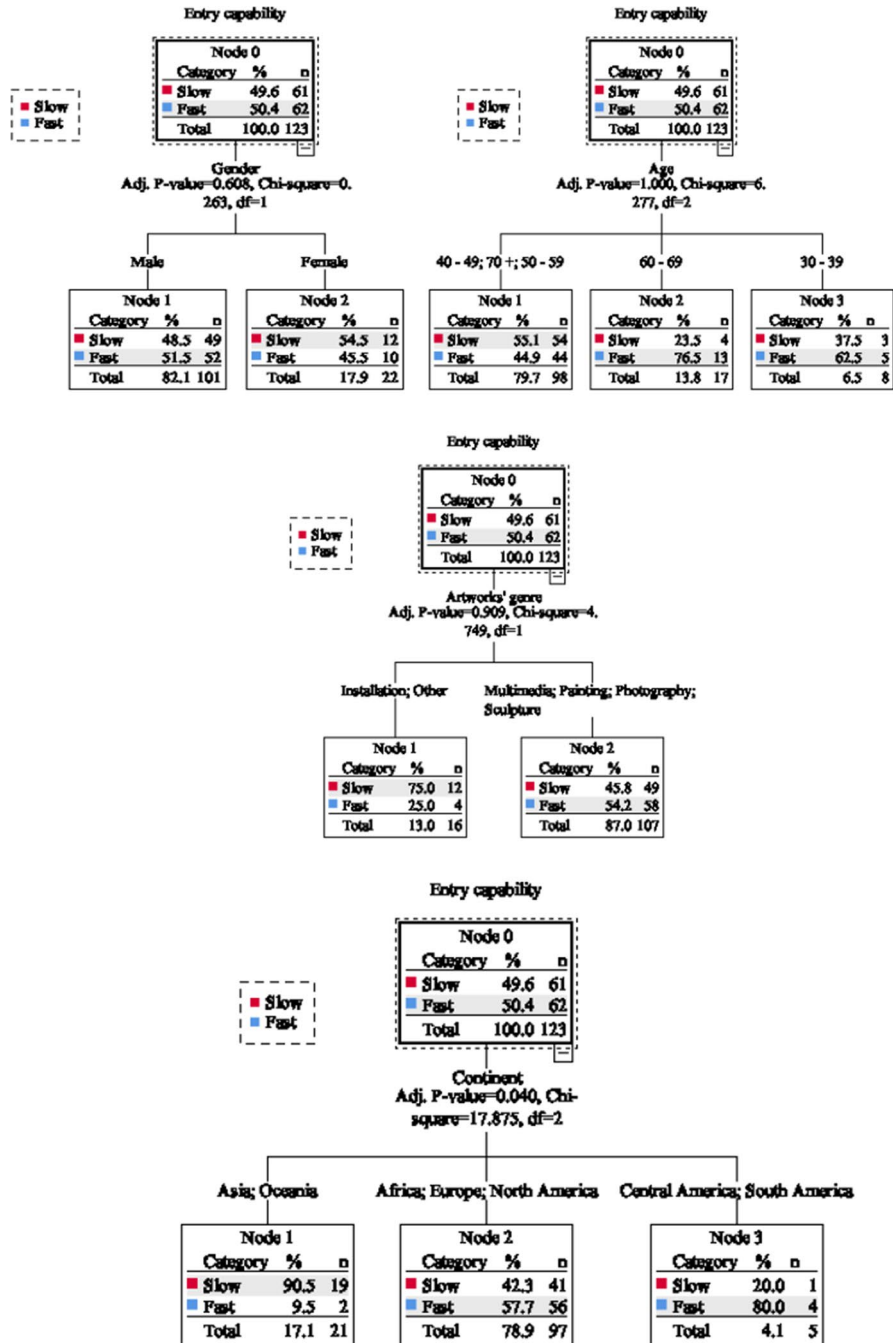 Entry capability
Node 0
Category % n
Slow 49.6 61
Fast 50.4 62
Total 100.0 123
Slow
Fast
Gender
Adj. P-value=0.608, Chi-square=0.
263, df=1
Male
Female
Node 1
Category % n
Slow 48.5 49
Fast 51.5 52
Total 82.1 101
Node 2
Category % n
Slow 54.5 12
Fast 45.5 10
Total 17.9 22
Entry capability
Node 0
Category % n
Slow 49.6 61
Fast 50.4 62
Total 100.0 123
Slow
Fast
Age
Adj. P-value=1.000, Chi-square=6.
277, df=2
40 - 49; 70 +; 50 - 59
60 - 69
30 - 39
Node 1
Category % n
Slow 55.1 54
Fast 44.9 44
Total 79.7 98
Node 2
Category % n
Slow 23.5 4
Fast 76.5 13
Total 13.8 17
Node 3
Category % n
Slow 37.5 3
Fast 62.5 5
Total 6.5 8
Entry capability
Node 0
Category % n
Slow 49.6 61
Fast 50.4 62
Total 100.0 123
Slow
Fast
Artworks' genre
Adj. P-value=0.909, Chi-square=4.
749, df=1
Installation; Other
Multimedia; Painting; Photography;
Sculpture
Node 1
Category % n
Slow 75.0 12
Fast 25.0 4
Total 13.0 16
Node 2
Category % n
Slow 45.8 49
Fast 54.2 58
Total 87.0 107
Entry capability
Node 0
Category % n
Slow 49.6 61
Fast 50.4 62
Total 100.0 123
Slow
Fast
Continent
Adj. P-value=0.040, Chi-
square=17.875, df=2
Asia; Oceania
Africa; Europe; North America
Central America; South America
Node 1
Category % n
Slow 90.5 19
Fast 9.5 2
Total 17.1 21
Node 2
Category % n
Slow 42.3 41
Fast 57.7 56
Total 78.9 97
Node 3
Category % n
Slow 20.0 1
Fast 80.0 4
Total 4.1 5